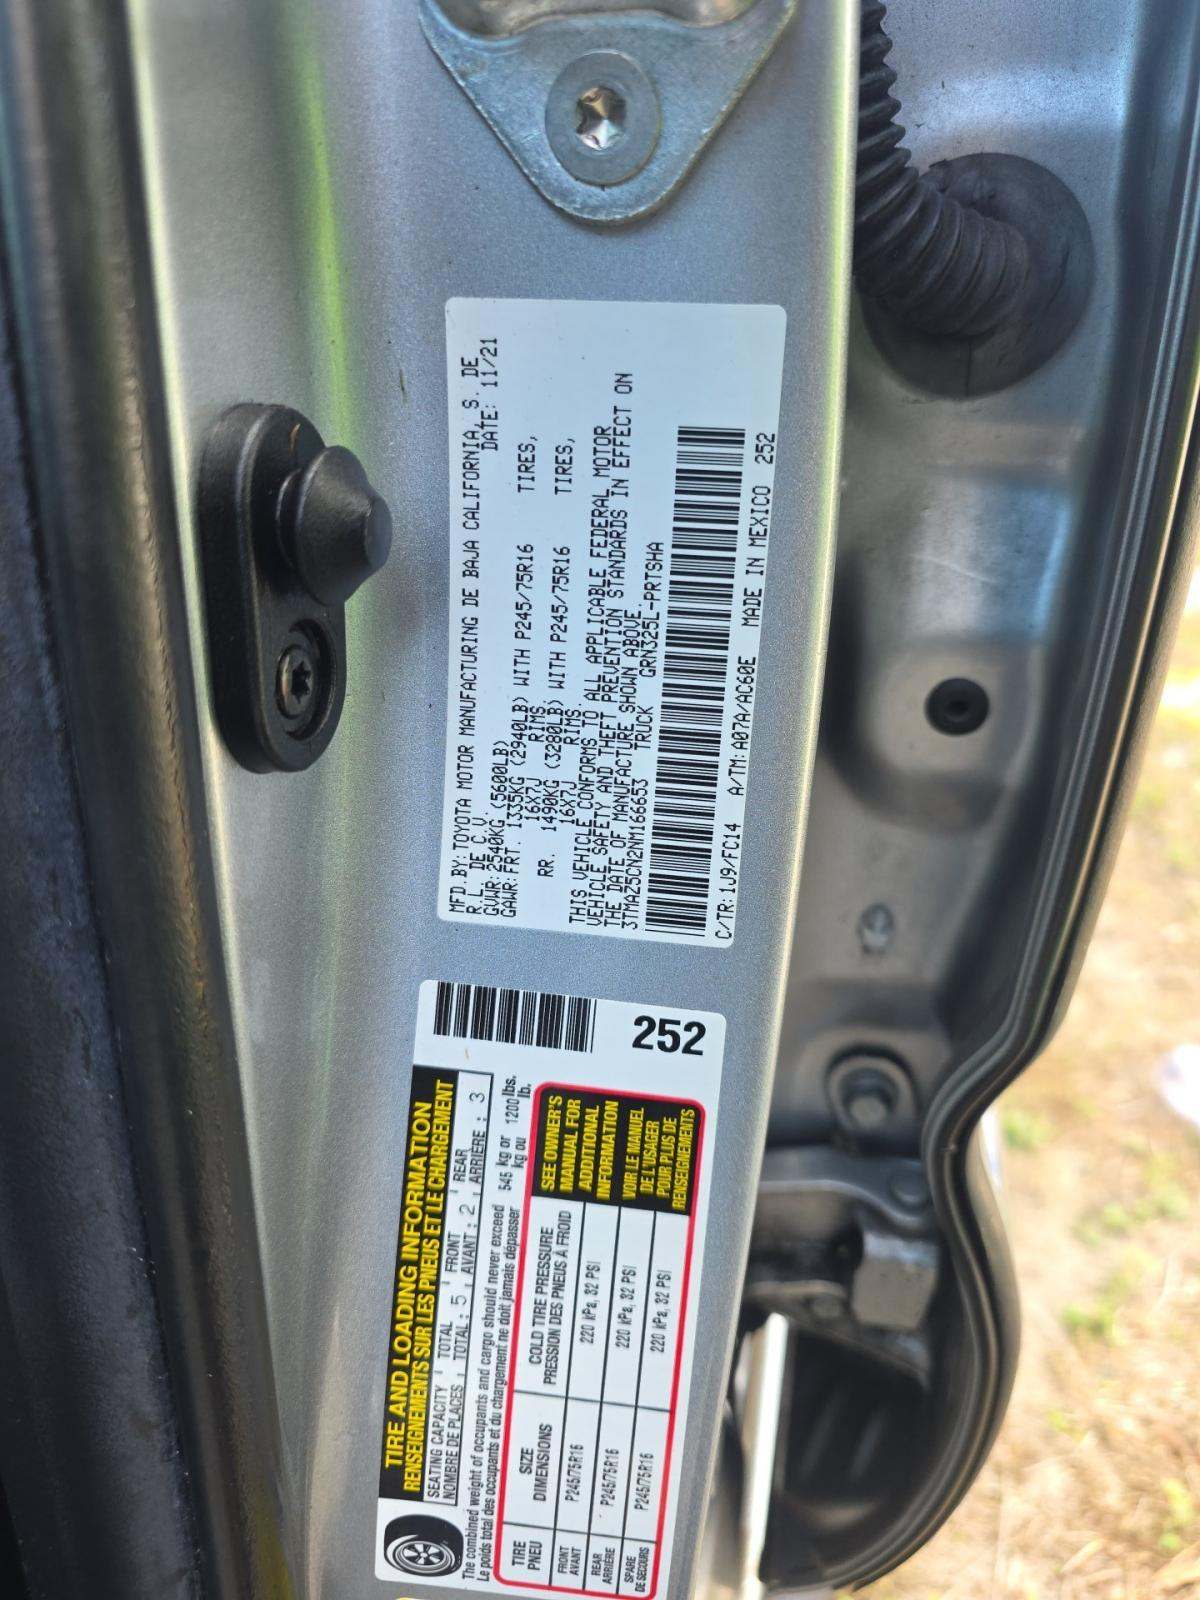 MFD. BY: TOYOTA MOTOR MANUFACTURING DE BAJA CALIFORNIA, S. DE
R.L. DE C.V. DATE: 11/21
GVWR: 2540KG (5600LB)
GAWR: FRT. 1335KG (2940LB) WITH P245/75R16 TIRES,
16X7J RIMS.
RR. 1490KG (3280LB) WITH P245/75R16 TIRES,
16X7J RIMS.
THIS VEHICLE CONFORMS TO ALL APPLICABLE FEDERAL MOTOR
VEHICLE SAFETY AND THEFT PREVENTION STANDARDS IN EFFECT ON
THE DATE OF MANUFACTURE SHOWN ABOVE.
3TMAZ5CN2NM166653 TRUCK GRN325L-PRTSHA
C/TR: 1J9/FC14 A/TM: A07A/AC60E MADE IN MEXICO 252
252
TIRE AND LOADING INFORMATION
RENSEIGNEMENTS SUR LES PNEUS ET LE CHARGEMENT
SEATING CAPACITY TOTAL FRONT REAR
NOMBRE DE PLACES TOTAL : 5 AVANT : 2 ARRIÈRE : 3
The combined weight of occupants and cargo should never exceed 545 kg or 1200 lbs.
Le poids total des occupants et du chargement ne doit jamais dépasser kg ou lb.
TIRE SIZE COLD TIRE PRESSURE
PNEU DIMENSIONS PRESSION DES PNEUS À FROID
FRONT
AVANT P245/75R16 220 kPa, 32 PSI
REAR
ARRIÈRE P245/75R16 220 kPa, 32 PSI
SPARE
DE SECOURS P245/75R16 220 kPa, 32 PSI
SEE OWNER'S
MANUAL FOR
ADDITIONAL
INFORMATION
VOIR LE MANUEL
DE L'USAGER
POUR PLUS DE
RENSEIGNEMENTS